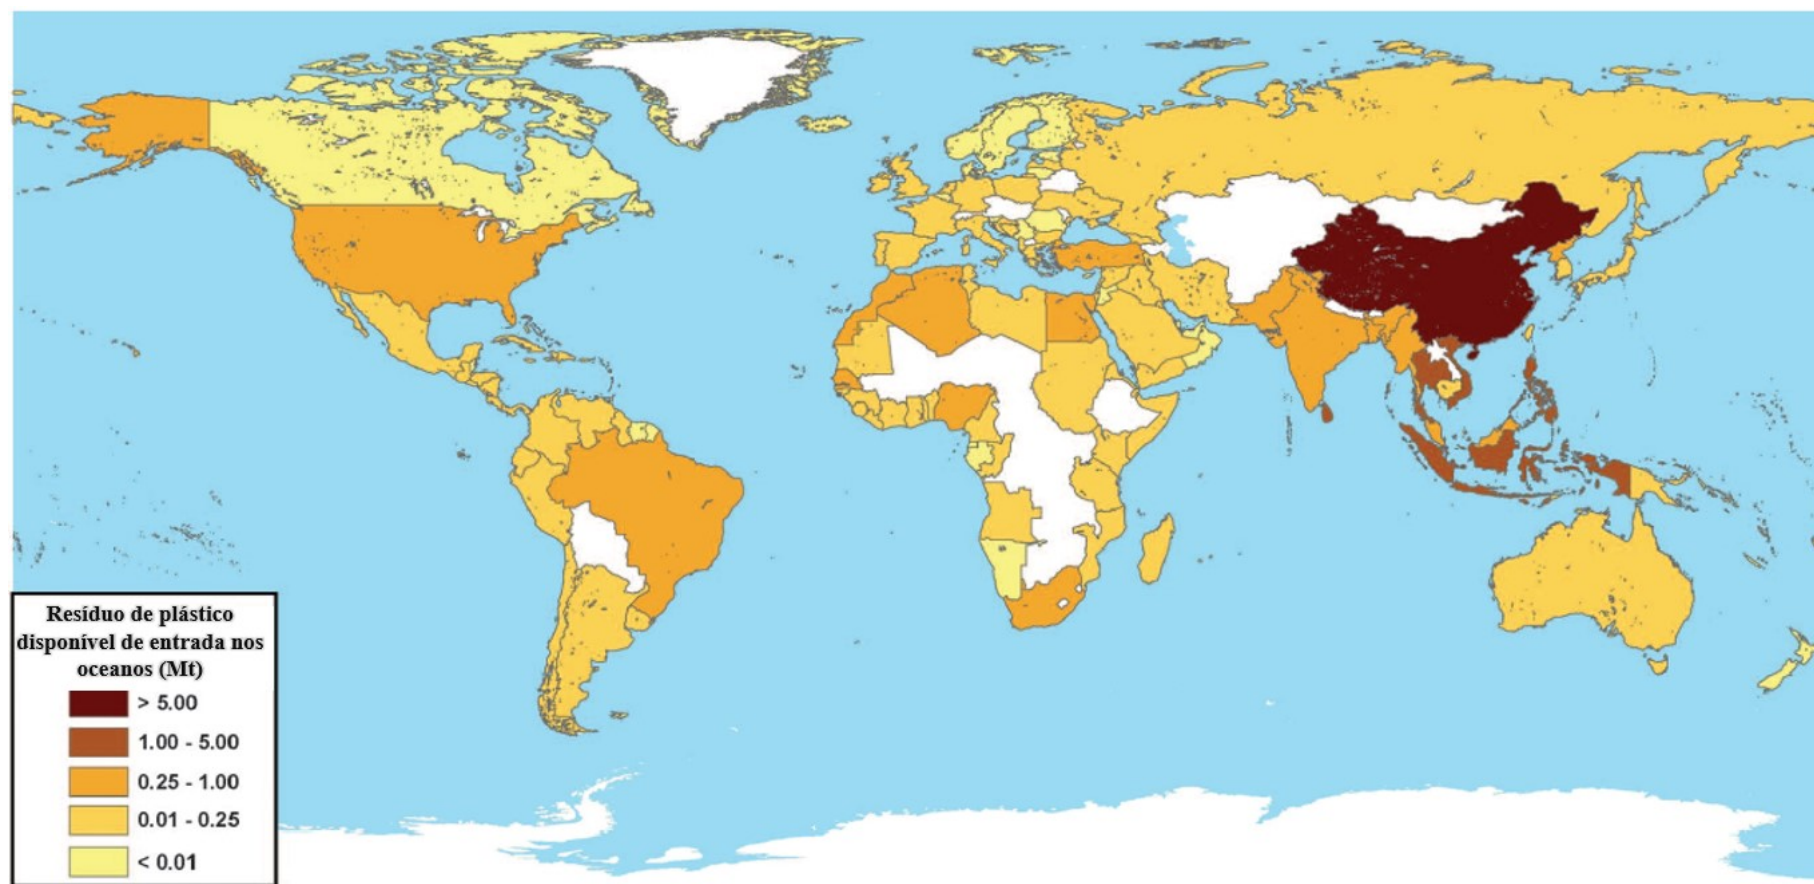 Resíduo de plástico
disponível de entrada nos
oceanos (Mt)
> 5.00
1.00 - 5.00
0.25 - 1.00
0.01 - 0.25
< 0.01